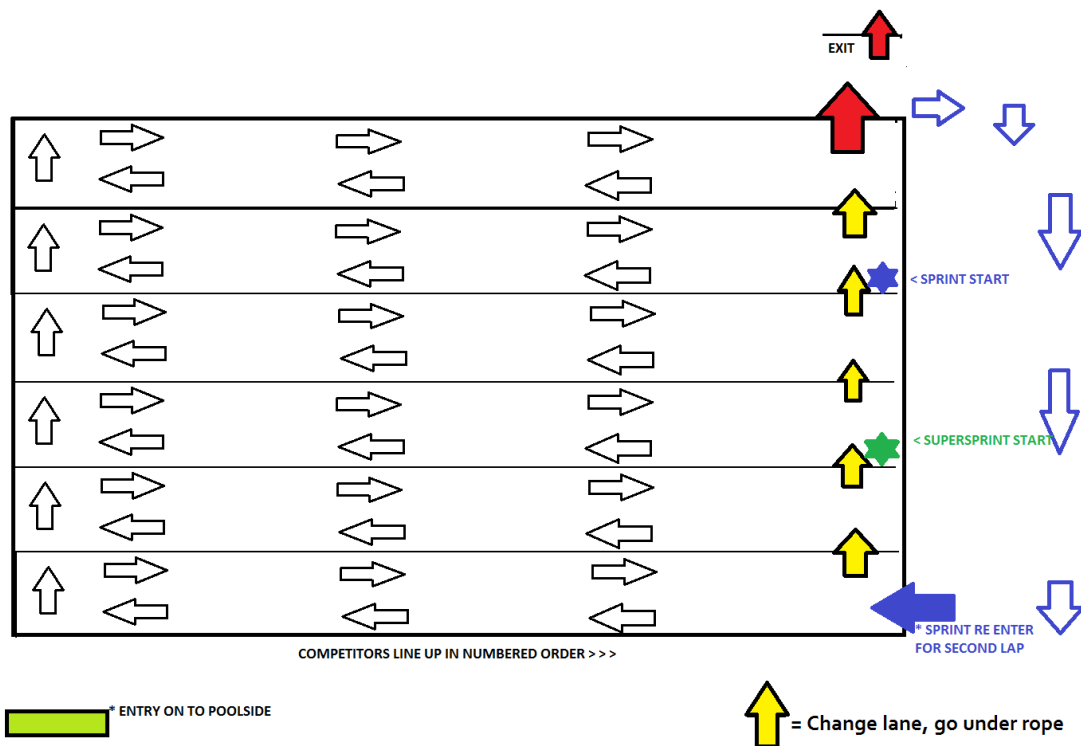 EXIT
< SPRINT START
< SUPERSPRINT START
* SPRINT RE ENTER
FOR SECOND LAP
COMPETITORS LINE UP IN NUMBERED ORDER > > >
* ENTRY ON TO POOLSIDE
= Change lane, go under rope